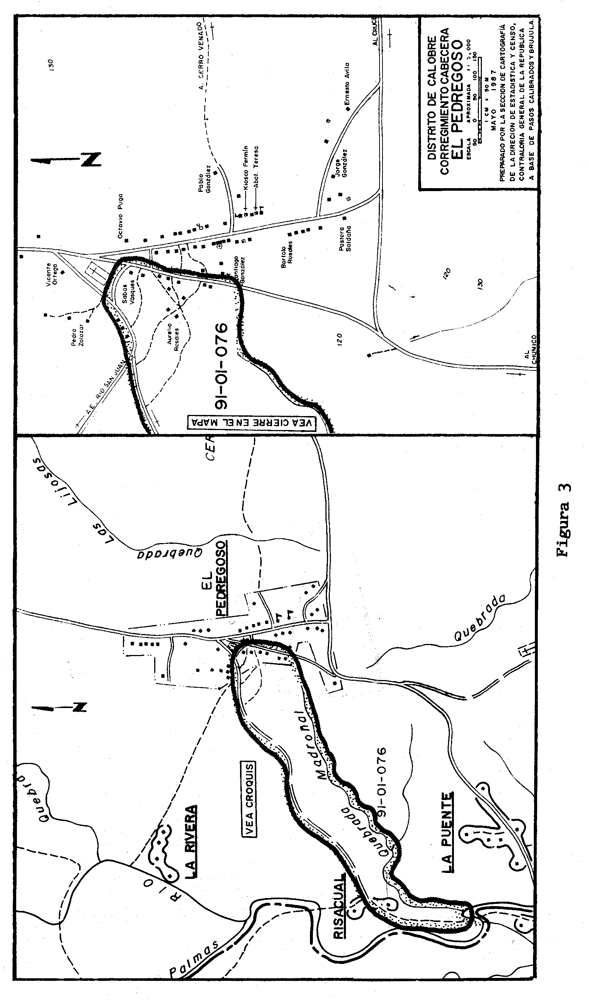 130
A. CERRO VENADO
AL CRUCE
Ernesto Avila
N
Octavio Puga
Pablo
González
Kiosco Fermín
Abat. Teresa
Jorge
González
Vicente
Ortega
Sabas
Vásques
Santiago
González
Bartolo
Rosales
Pastora
Saldaña
Pedro
Zalazar
Aurelio
Rosales
A E. RIO SAN JUAN
91-01-076
120
120
130
AL
CHUMICO
VEA CIERRE EN EL MAPA
DISTRITO DE CALOBRE
CORREGIMIENTO CABECERA
EL PEDREGOSO
ESCALA APROXIMADA 1: 5,000
50 0 50 100 150
1 CM = 50 M
MAYO 1987
PREPARADO POR LA SECCION DE CARTOGRAFÍA
DE LA DIRECION DE ESTADISTICA Y CENSO,
CONTRALORIA GENERAL DE LA REPUBLICA
A BASE DE PASOS CALIBRADOS Y BRUJULA.
CER
Quebrada Las Lijosas
EL
PEDREGOSO
N
Quebra
LA RIVERA
VEA CROQUIS
Quebrada Madronal
91-01-076
Quebrada
LA PUENTE
RISACUAL
RIO
Palmas
Figura 3